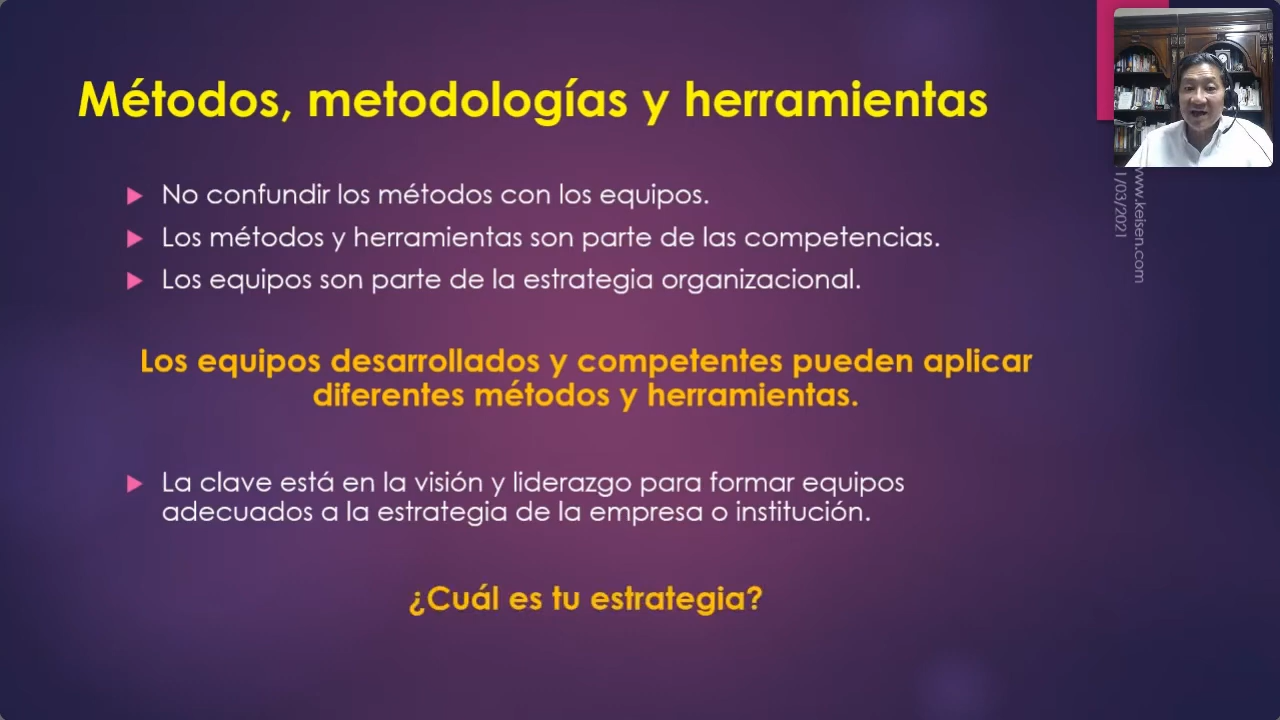 Métodos, metodologías y herramientas
No confundir los métodos con los equipos.
Los métodos y herramientas son parte de las competencias.
Los equipos son parte de la estrategia organizacional.
Los equipos desarrollados y competentes pueden aplicar
diferentes métodos y herramientas.
La clave está en la visión y liderazgo para formar equipos
adecuados a la estrategia de la empresa o institución.
¿Cuál es tu estrategia?
www.keisen.com
1/03/2021